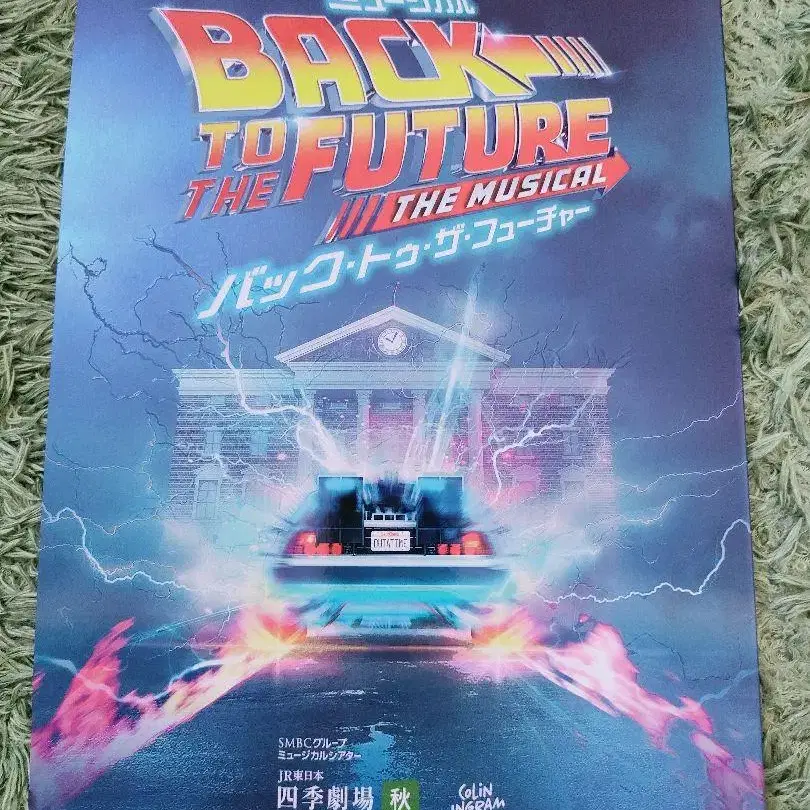 ミュージカル
BACK
TO THE FUTURE
THE MUSICAL
バック・トゥ・ザ・フューチャー
OUTATIME
SMBCグループ
ミュージカルシアター
JR東日本
四季劇場 秋
COLIN
INGRAM